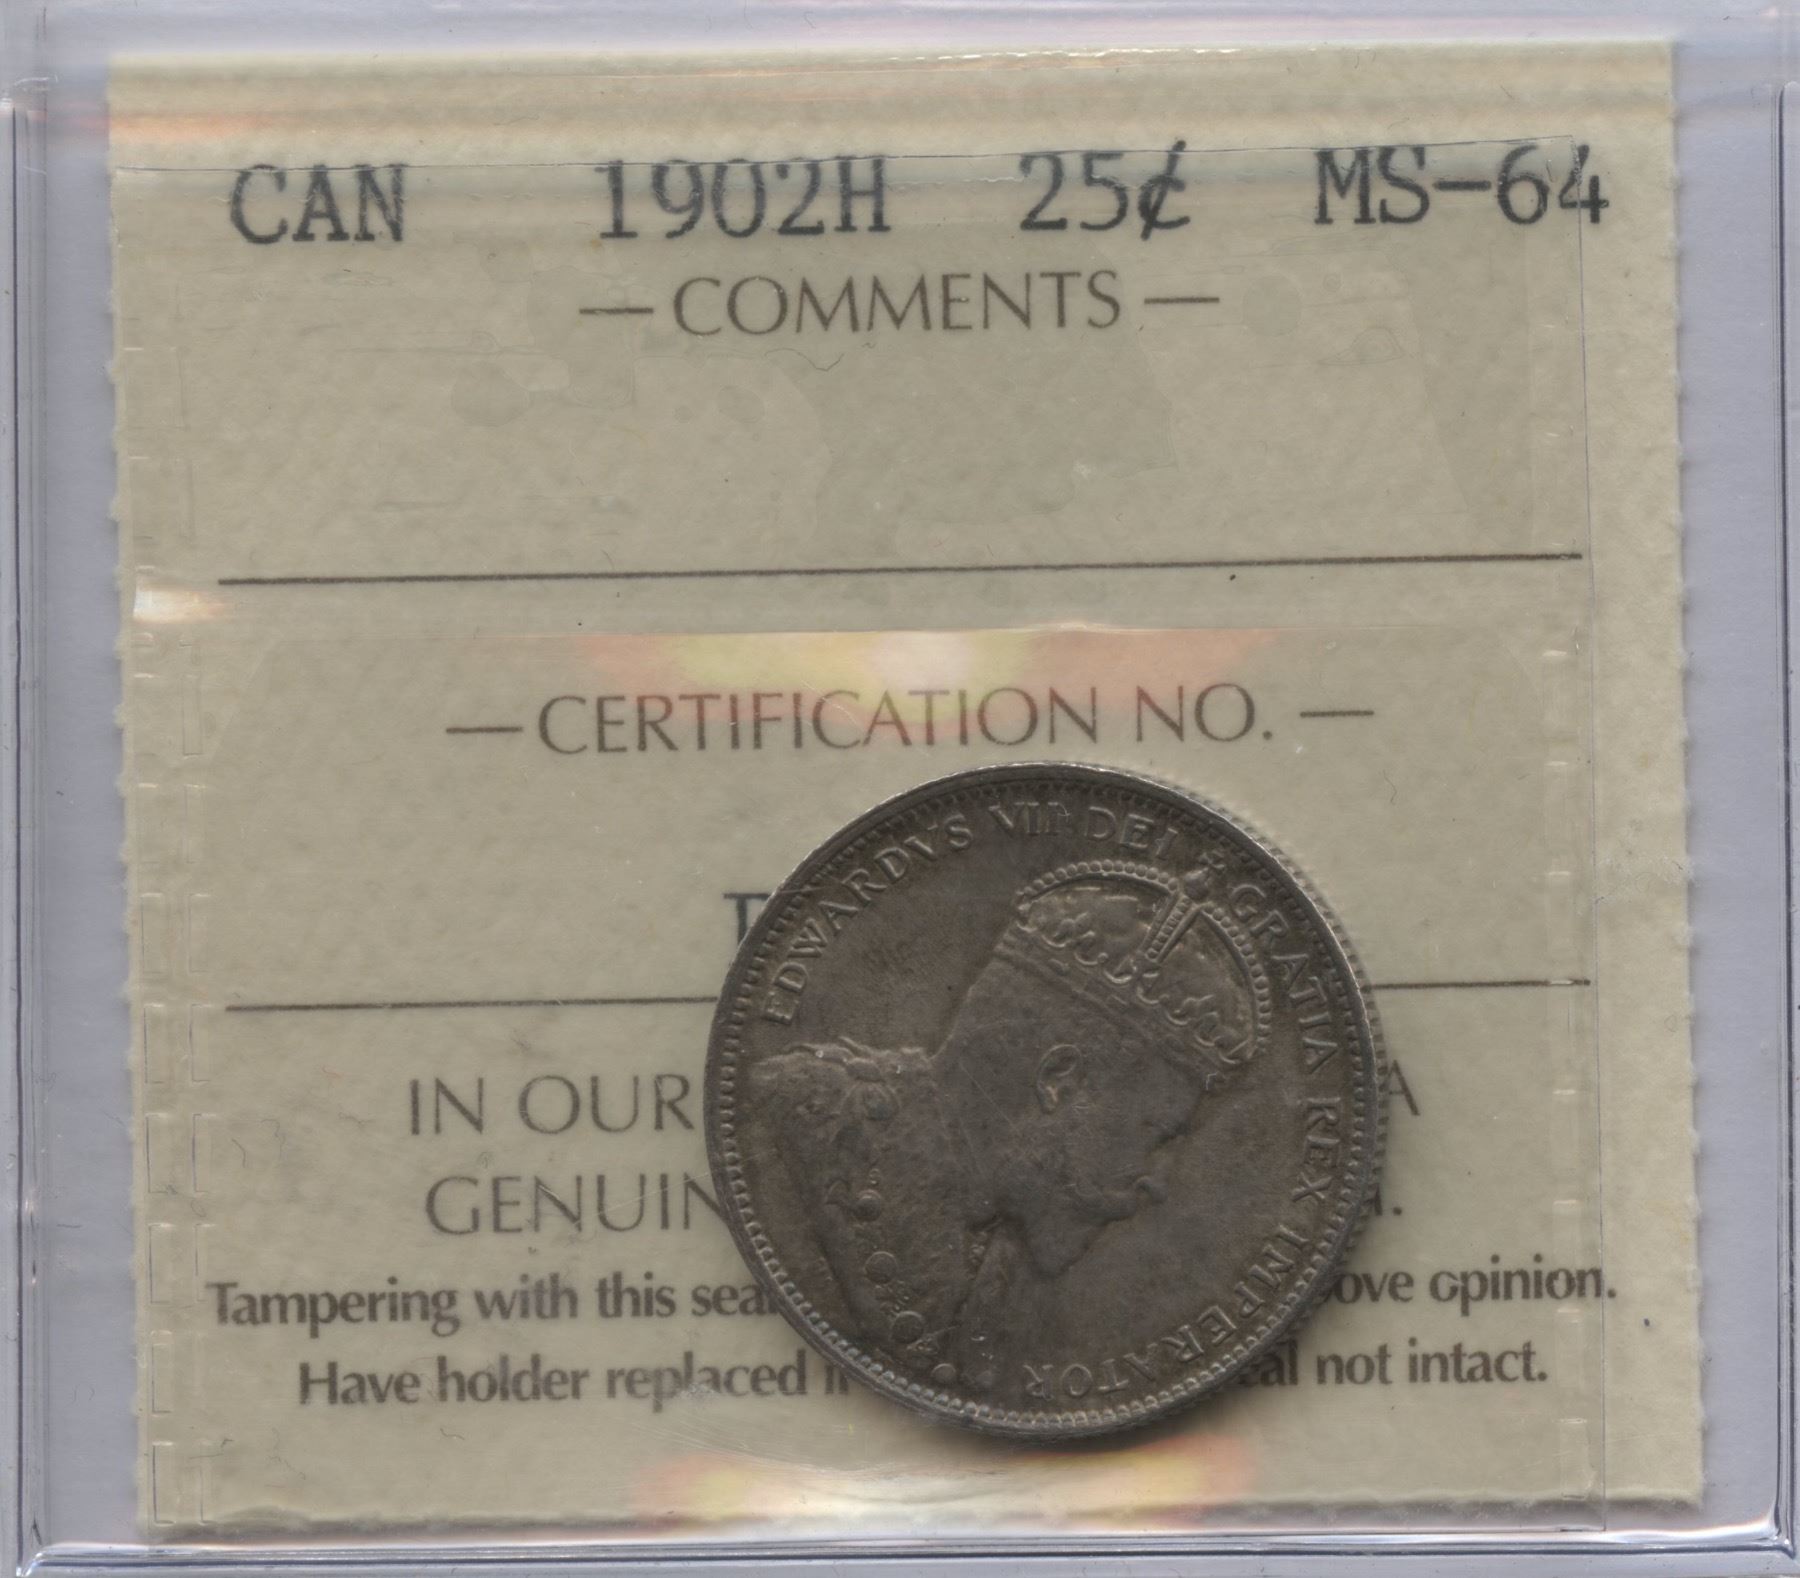 CAN 1902H 25¢ MS-64
— COMMENTS —
— CERTIFICATION NO. —
IN OUR A
GENUIN
Tampering with this sea ove opinion.
Have holder replaced not intact.
EDWARDVS VII DEI GRATIA REX IMPERATOR